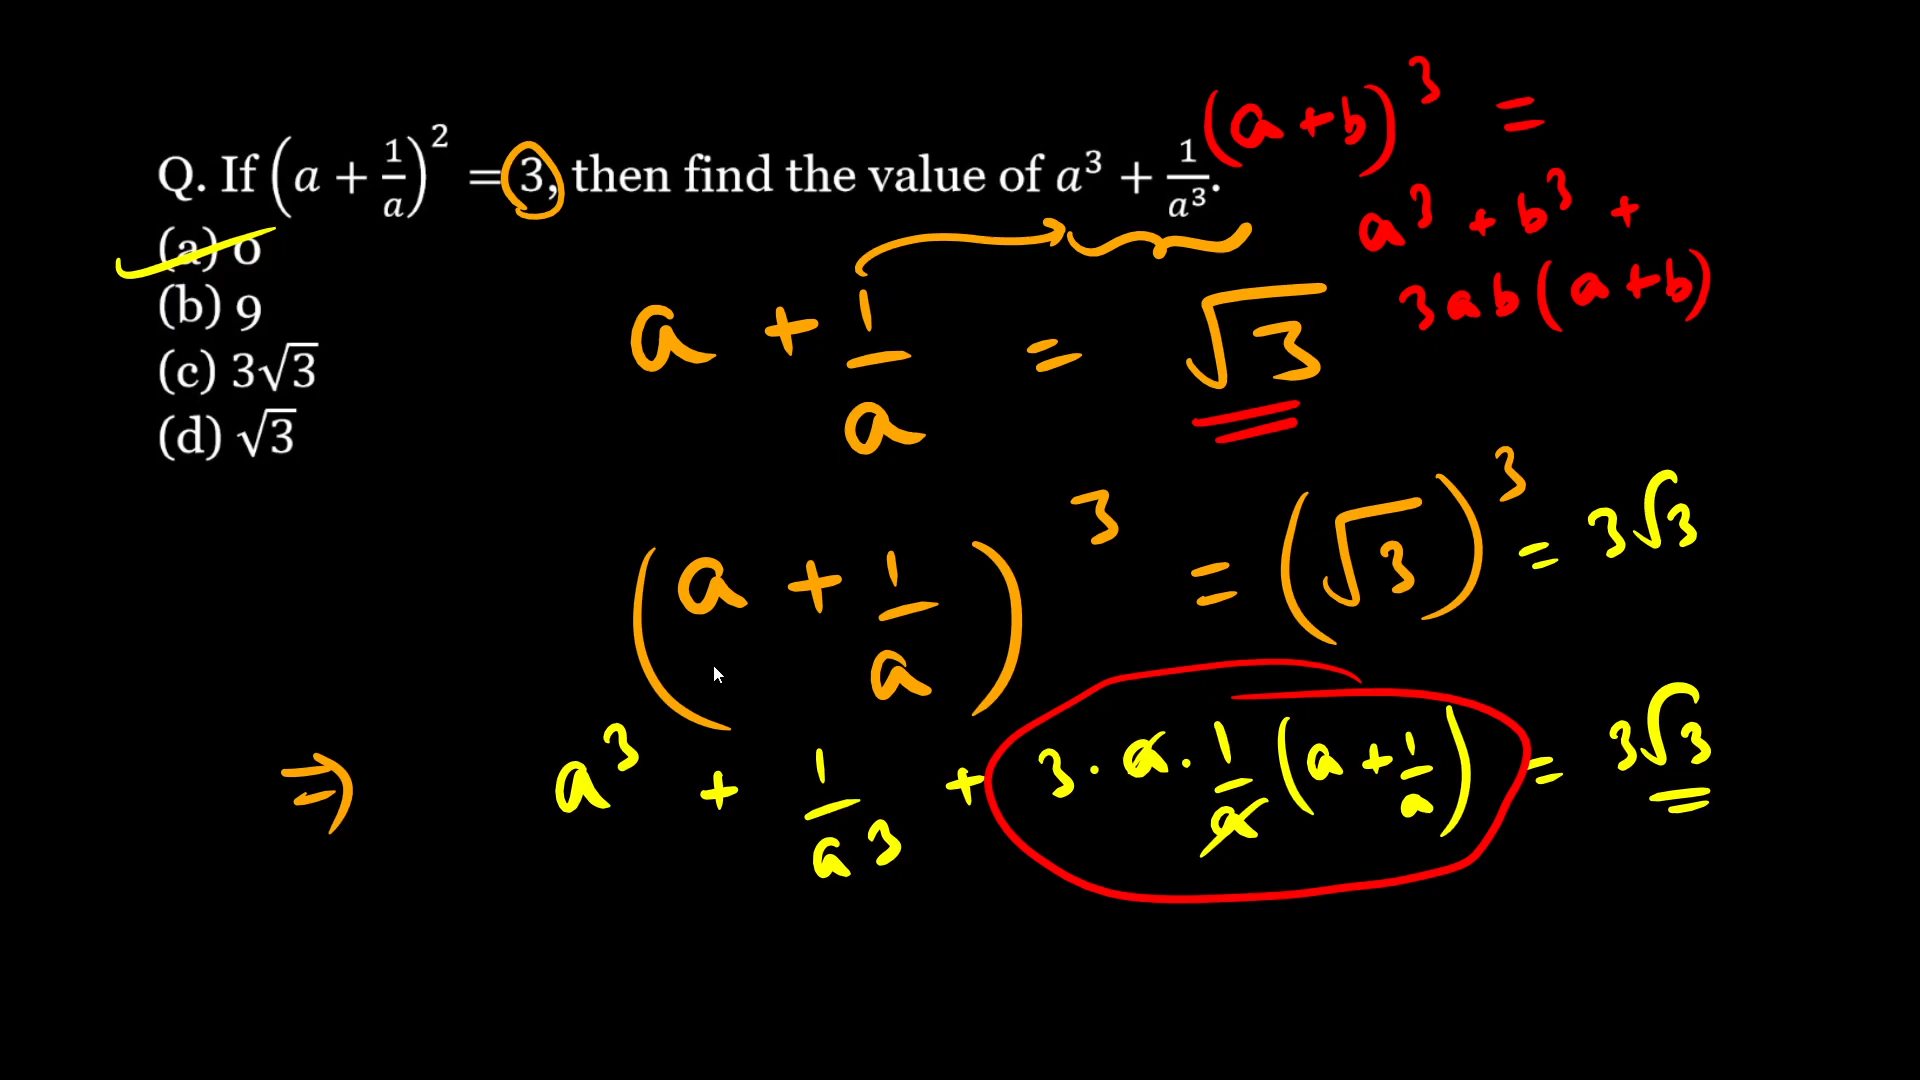 Q. If (a + 1/a)² = 3, then find the value of a³ + 1/a³.
(a) 0
(b) 9
(c) 3√3
(d) √3
(a + b)³ =
a³ + b³ +
3ab(a + b)
a + 1/a = √3
(a + 1/a)³ = (√3)³ = 3√3
⇒ a³ + 1/a³ + 3 · a · 1/a (a + 1/a) = 3√3